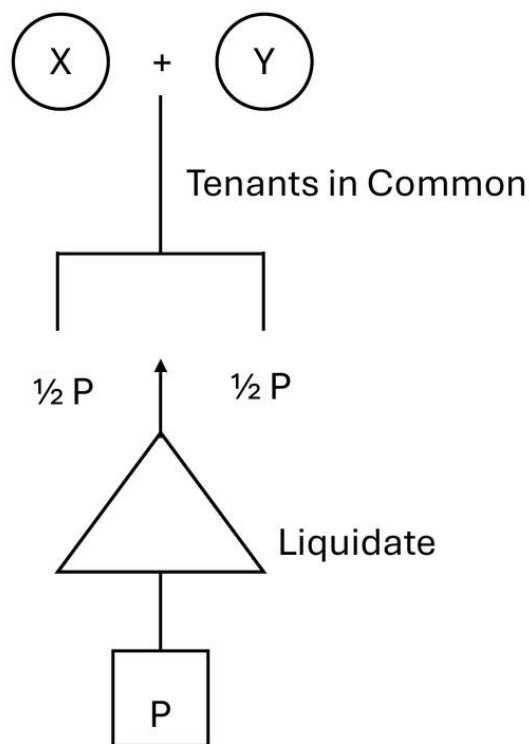 X + Y
Tenants in Common
½ P ½ P
Liquidate
P